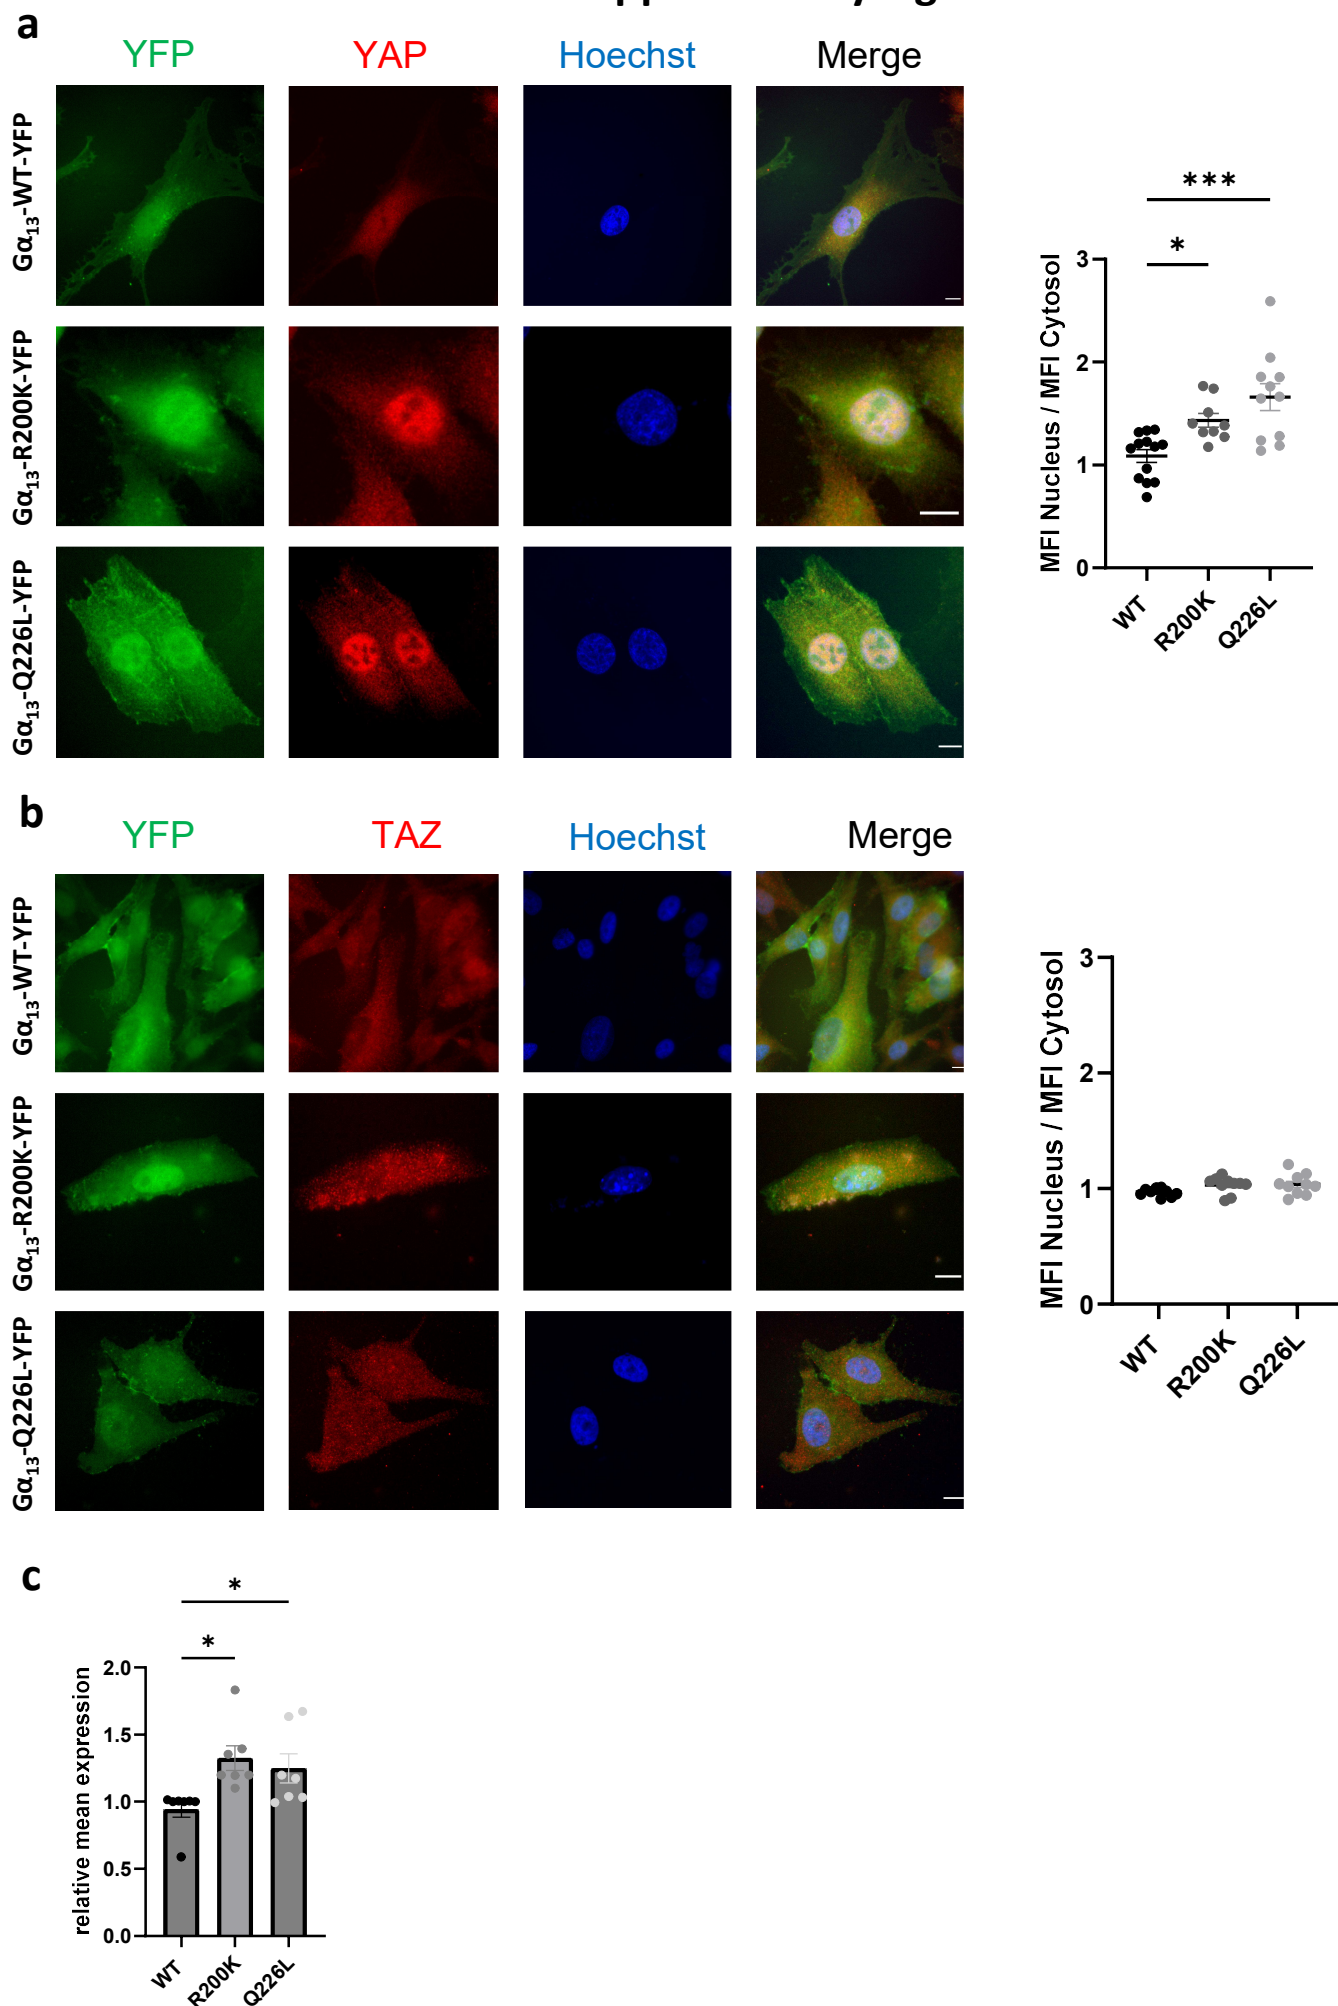 a
YFP YAP Hoechst Merge
Gα13-WT-YFP
Gα13-R200K-YFP
Gα13-Q226L-YFP
***
*
MFI Nucleus / MFI Cytosol
3
2
1
0
WT R200K Q226L
b
YFP TAZ Hoechst Merge
Gα13-WT-YFP
Gα13-R200K-YFP
Gα13-Q226L-YFP
MFI Nucleus / MFI Cytosol
3
2
1
0
WT R200K Q226L
c
*
*
relative mean expression
2.0
1.5
1.0
0.5
0.0
WT R200K Q226L